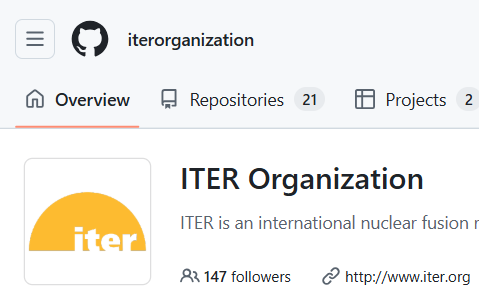 iterorganization
Overview Repositories 21 Projects 2
iter
ITER Organization
ITER is an international nuclear fusion
147 followers http://www.iter.org